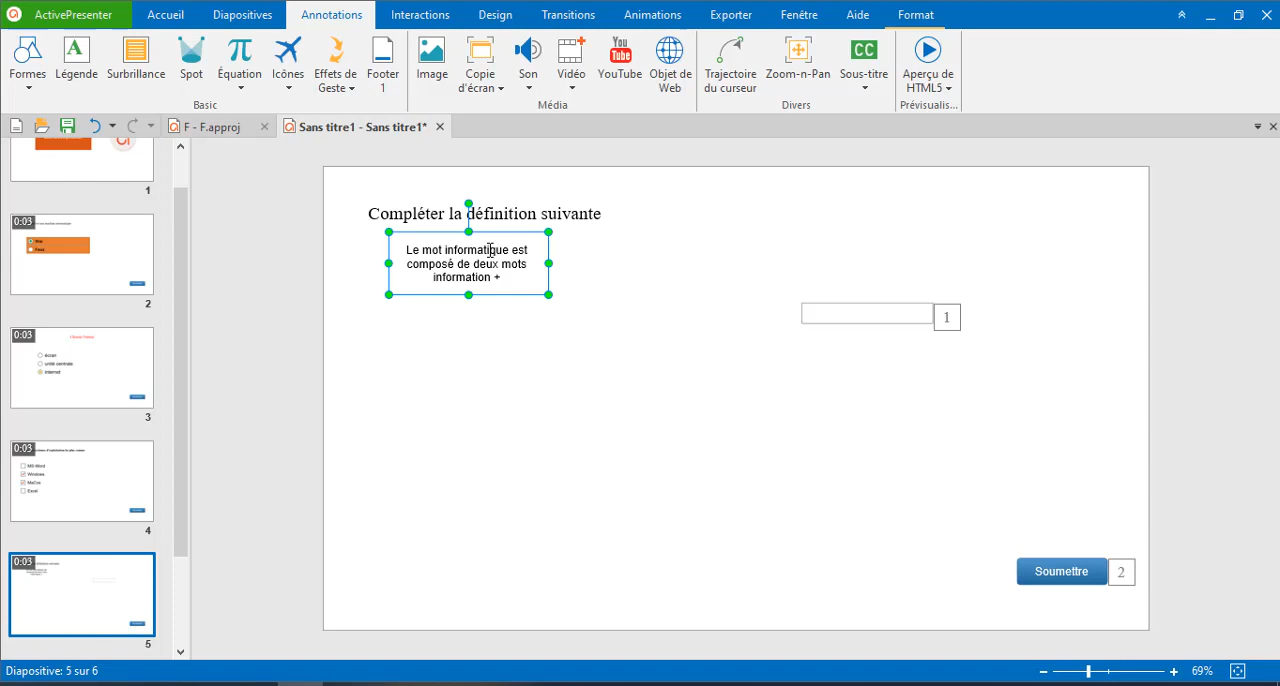 ActivePresenter Accueil Diapositives Annotations Interactions Design Transitions Animations Exporter Fenêtre Aide Format
Formes Légende Surbrillance Spot Équation Icônes Effets de Geste Footer 1 Image Copie d'écran Son Vidéo YouTube Objet de Web Trajectoire du curseur Zoom-n-Pan Sous-titre Aperçu de HTML5
You Tube CC
Basic Média Divers Prévisualis...
F - F.approj Sans titre1 - Sans titre1*
1
0:03
2
0:03
écran
unité centrale
internet
3
0:03
MS-Word
Windows
MaCos
Excel
4
0:03
5
Compléter la définition suivante
Le mot informatique est
composé de deux mots
information +
1
Soumettre 2
Diapositive: 5 sur 6 69%